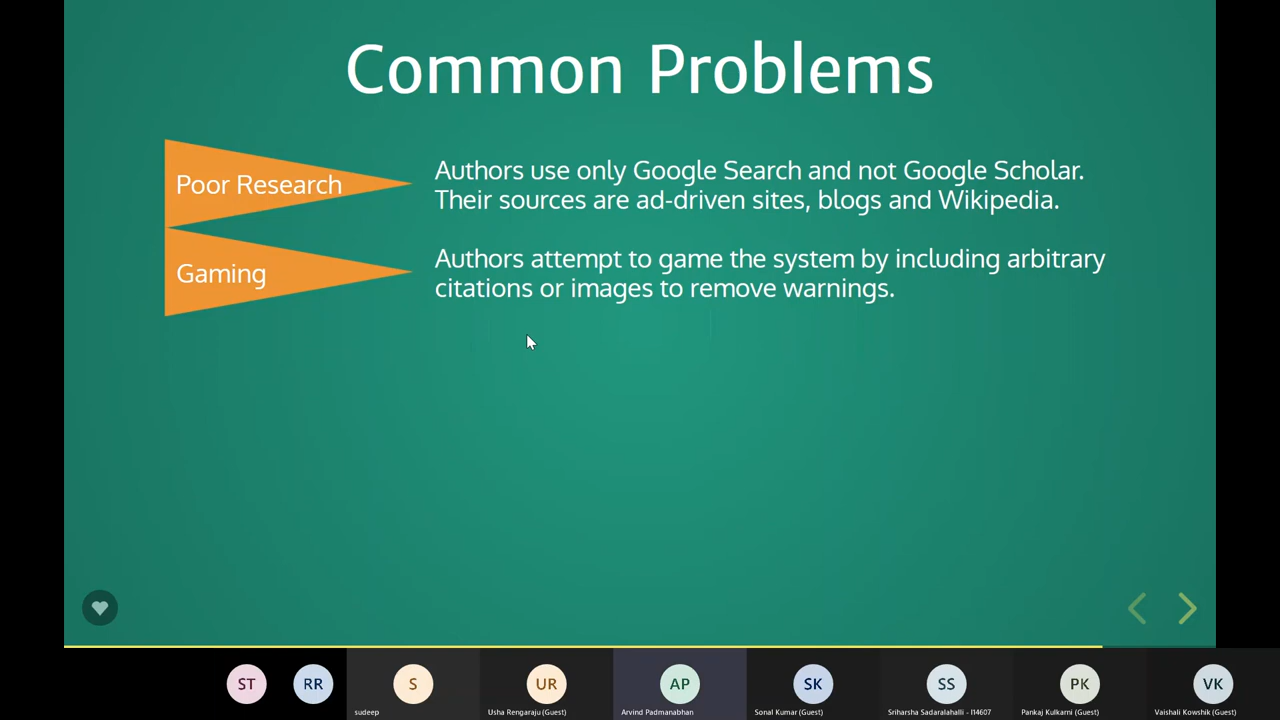 Common Problems
Poor Research
Authors use only Google Search and not Google Scholar.
Their sources are ad-driven sites, blogs and Wikipedia.
Gaming
Authors attempt to game the system by including arbitrary
citations or images to remove warnings.
ST
RR
S
UR
AP
SK
SS
PK
VK
sudeep
Usha Rengaraju (Guest)
Arvind Padmanabhan
Sonal Kumar (Guest)
Sriharsha Sadaralahalli - I14607
Pankaj Kulkarni (Guest)
Vaishali Kowshik (Guest)